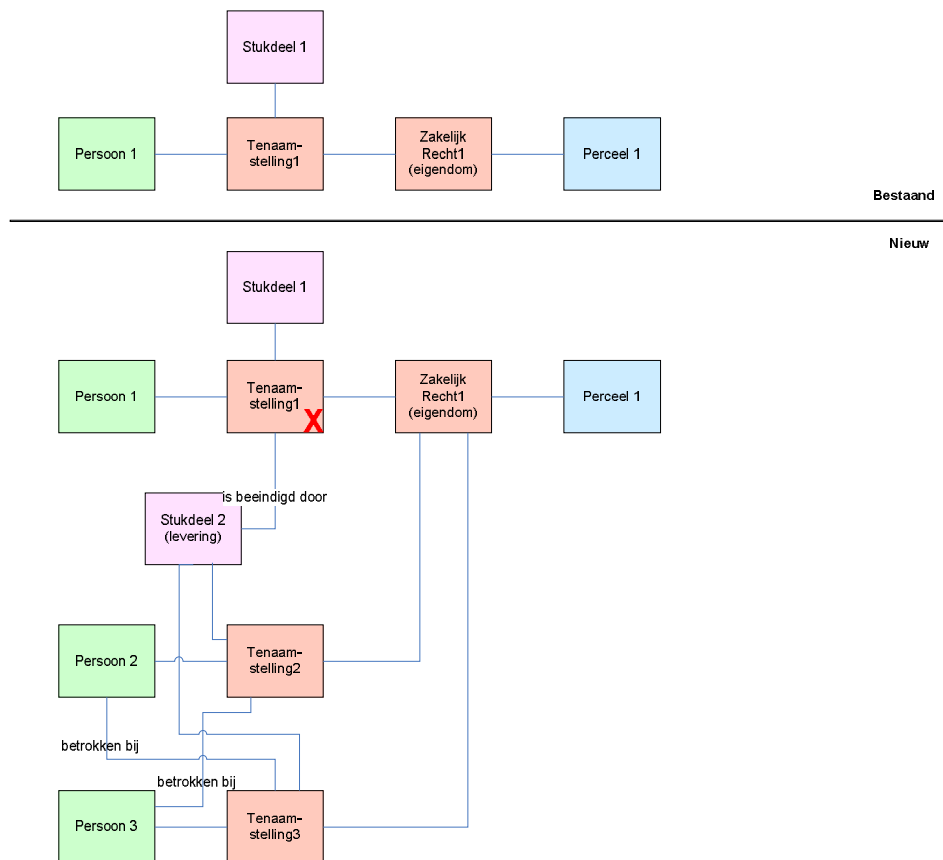 Stukdeel 1
Persoon 1
Tenaam-
stelling1
Zakelijk
Recht1
(eigendom)
Perceel 1
Bestaand
Nieuw
Stukdeel 1
Persoon 1
Tenaam-
stelling1
X
Zakelijk
Recht1
(eigendom)
Perceel 1
is beeindigd door
Stukdeel 2
(levering)
Persoon 2
Tenaam-
stelling2
betrokken bij
betrokken bij
Persoon 3
Tenaam-
stelling3